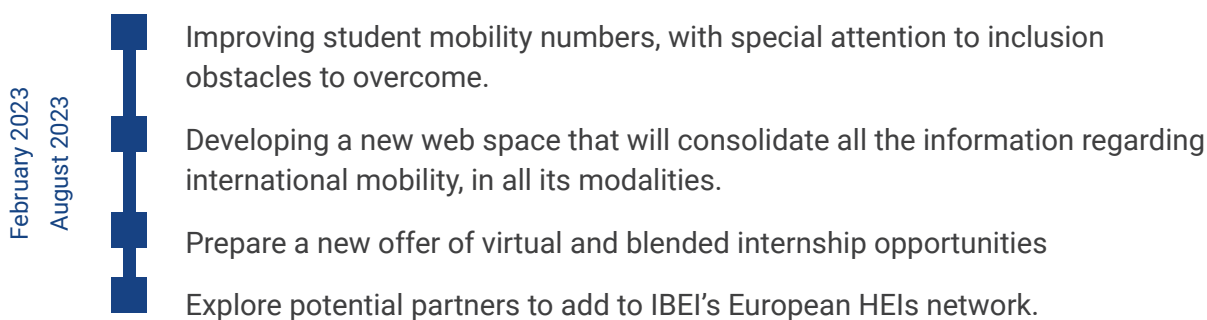 February 2023
August 2023
Improving student mobility numbers, with special attention to inclusion
obstacles to overcome.
Developing a new web space that will consolidate all the information regarding
international mobility, in all its modalities.
Prepare a new offer of virtual and blended internship opportunities
Explore potential partners to add to IBEI's European HEIs network.